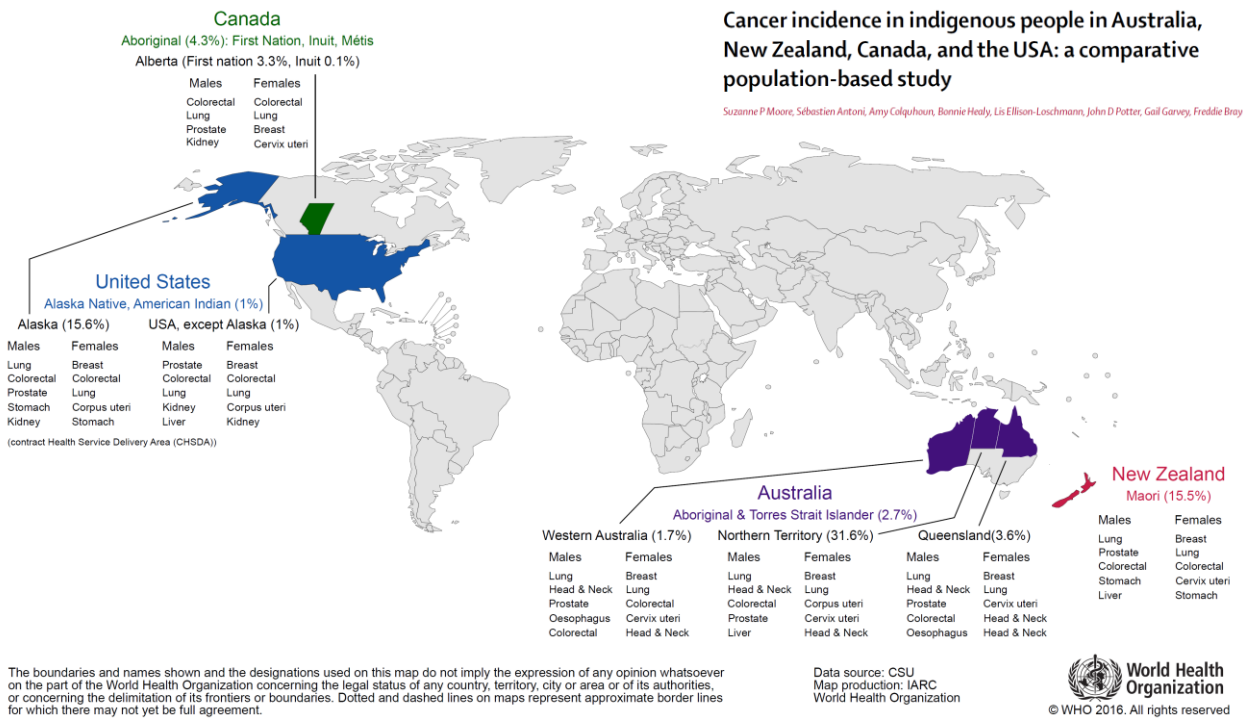 Canada
Aboriginal (4.3%): First Nation, Inuit, Métis
Alberta (First nation 3.3%, Inuit 0.1%)
Males Females
Colorectal Colorectal
Lung Lung
Prostate Breast
Kidney Cervix uteri
Cancer incidence in indigenous people in Australia,
New Zealand, Canada, and the USA: a comparative
population-based study
Suzanne P Moore, Sébastien Antoni, Amy Colquhoun, Bonnie Healy, Lis Ellison-Loschmann, John D Potter, Gail Garvey, Freddie Bray
United States
Alaska Native, American Indian (1%)
Alaska (15.6%) USA, except Alaska (1%)
Males Females Males Females
Lung Breast Prostate Breast
Colorectal Colorectal Colorectal Colorectal
Prostate Lung Lung Lung
Stomach Corpus uteri Kidney Corpus uteri
Kidney Stomach Liver Kidney
(contract Health Service Delivery Area (CHSDA))
Australia
Aboriginal & Torres Strait Islander (2.7%)
Western Australia (1.7%) Northern Territory (31.6%) Queensland(3.6%)
Males Females Males Females Males Females
Lung Breast Lung Breast Lung Breast
Head & Neck Lung Head & Neck Lung Head & Neck Lung
Prostate Colorectal Colorectal Corpus uteri Prostate Cervix uteri
Oesophagus Cervix uteri Prostate Cervix uteri Colorectal Head & Neck
Colorectal Head & Neck Liver Head & Neck Oesophagus Head & Neck
New Zealand
Maori (15.5%)
Males Females
Lung Breast
Prostate Lung
Colorectal Colorectal
Stomach Cervix uteri
Liver Stomach
The boundaries and names shown and the designations used on this map do not imply the expression of any opinion whatsoever
on the part of the World Health Organization concerning the legal status of any country, territory, city or area or of its authorities,
or concerning the delimitation of its frontiers or boundaries. Dotted and dashed lines on maps represent approximate border lines
for which there may not yet be full agreement.
Data source: CSU
Map production: IARC
World Health Organization
World Health
Organization
© WHO 2016. All rights reserved